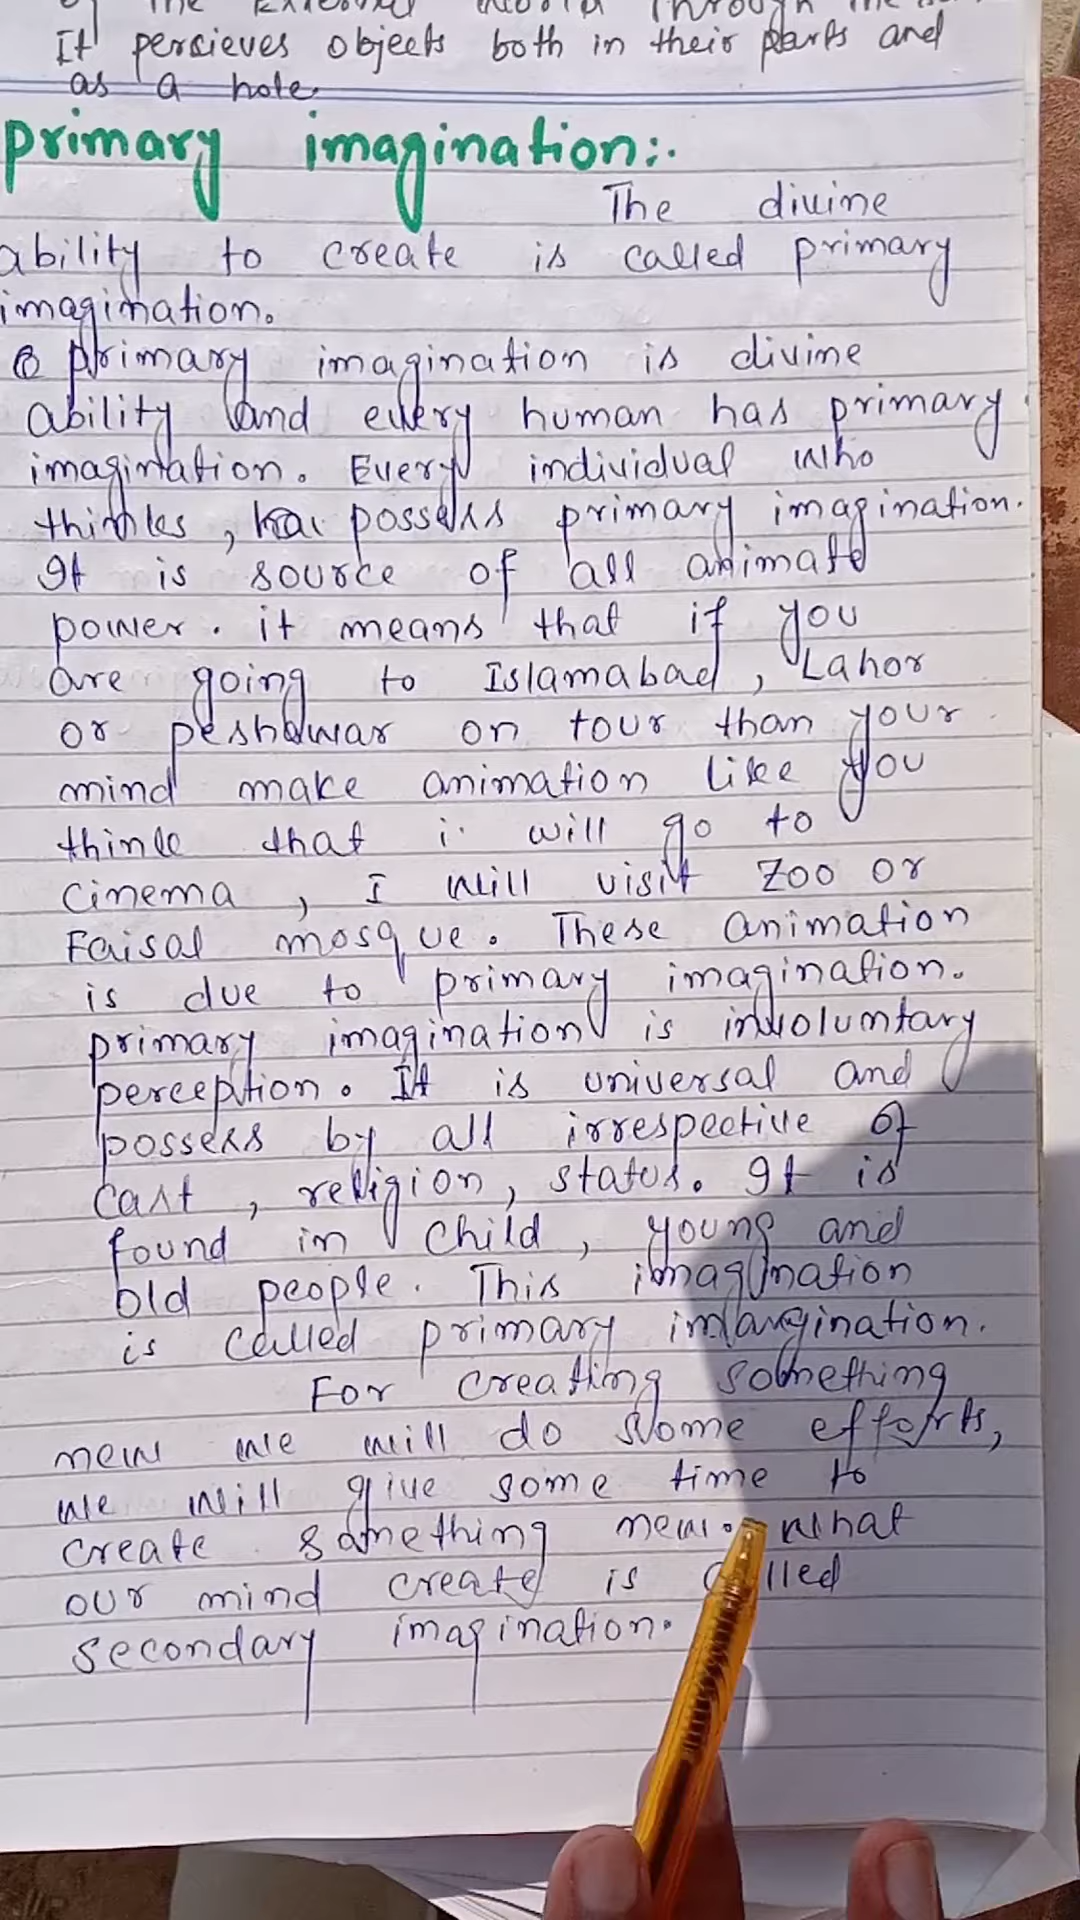 the External World through the
It persieves objects both in their parts and
as a hole
primary imagination:.
The divine
ability to create is called primary
imagination.
primary imagination is divine
ability and every human has primary
imagination. Every individual who
thinks, possess primary imagination.
It is source of all animate
power. it means that if you
are going to Islamabad, Lahor
or peshawar on tour than your
mind make animation like you
think that i will go to
cinema, I will visit Zoo or
Faisal mosque. These animation
is due to primary imagination.
primary imagination is involuntary
perception. It is universal and
possess by all irrespective of
cast, religion, status. It is
found in child, young and
old people. This imagination
is called primary imagination.
For creating something
new we will do some efforts,
we will give some time to
create something new. what
our mind create is called
secondary imagination.